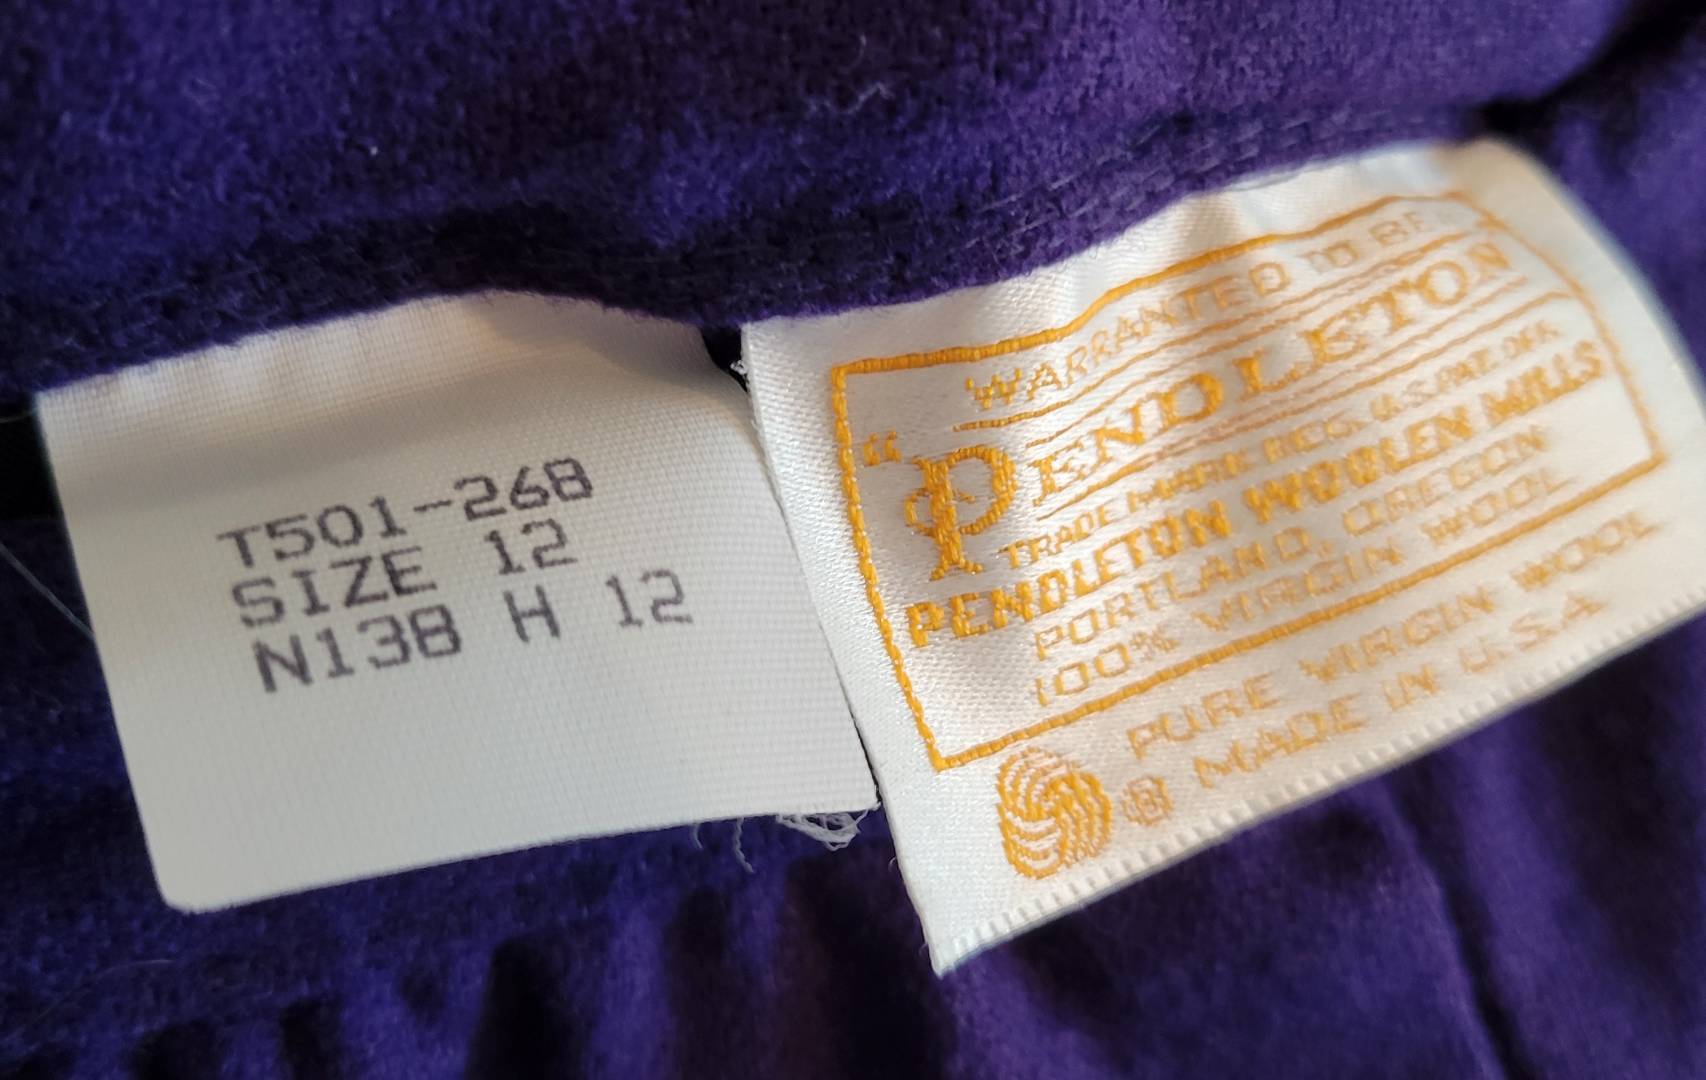 T501-268
SIZE 12
N138 H 12
WARRANTED TO BE
"PENDLETON
TRADE MARK REG. U.S. PAT. OFF.
PENDLETON WOOLEN MILLS
PORTLAND, OREGON
100% VIRGIN WOOL
PURE VIRGIN WOOL
® MADE IN U.S.A